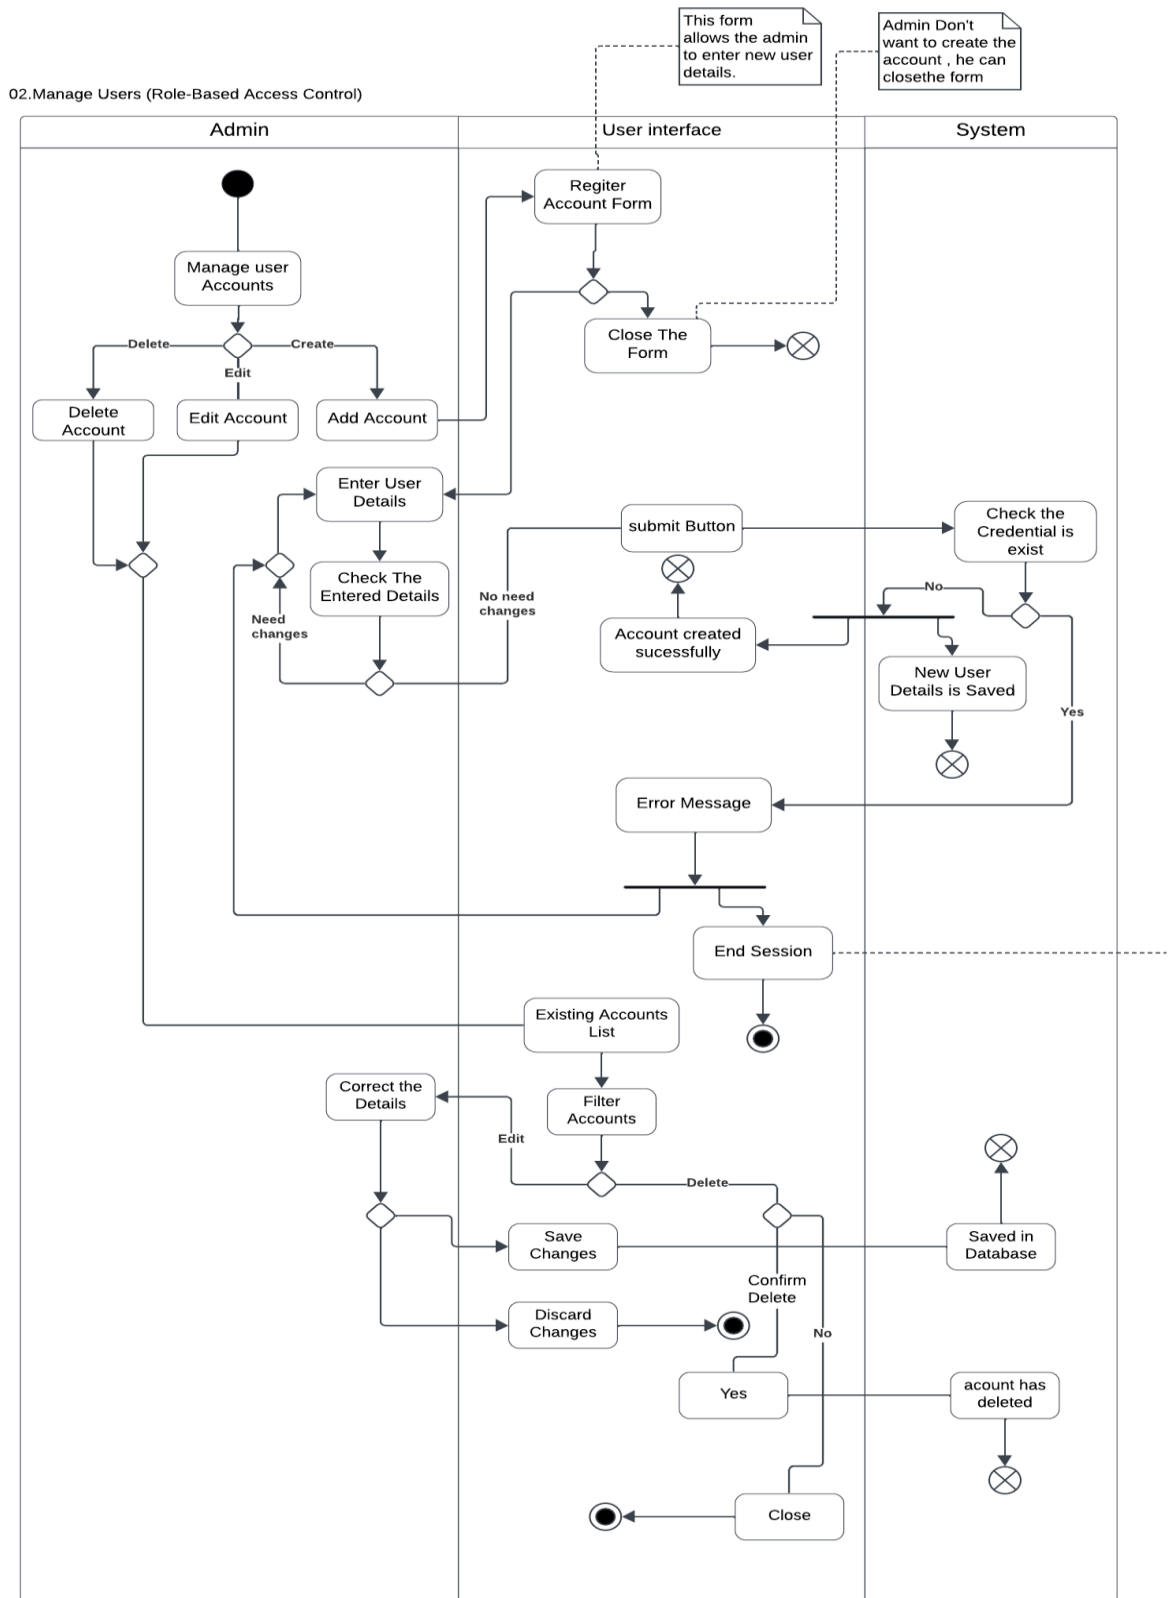 This form
allows the admin
to enter new user
details.
Admin Don't
want to create the
account , he can
closethe form
02.Manage Users (Role-Based Access Control)
Admin
User interface
System
Regiter
Account Form
Manage user
Accounts
Delete
Create
Edit
Close The
Form
Delete
Account
Edit Account
Add Account
Enter User
Details
submit Button
Check the
Credential is
exist
Check The
Entered Details
No need
changes
No
Need
changes
Account created
sucessfully
New User
Details is Saved
Yes
Error Message
End Session
Existing Accounts
List
Correct the
Details
Filter
Accounts
Edit
Delete
Save
Changes
Saved in
Database
Confirm
Delete
Discard
Changes
No
Yes
acount has
deleted
Close